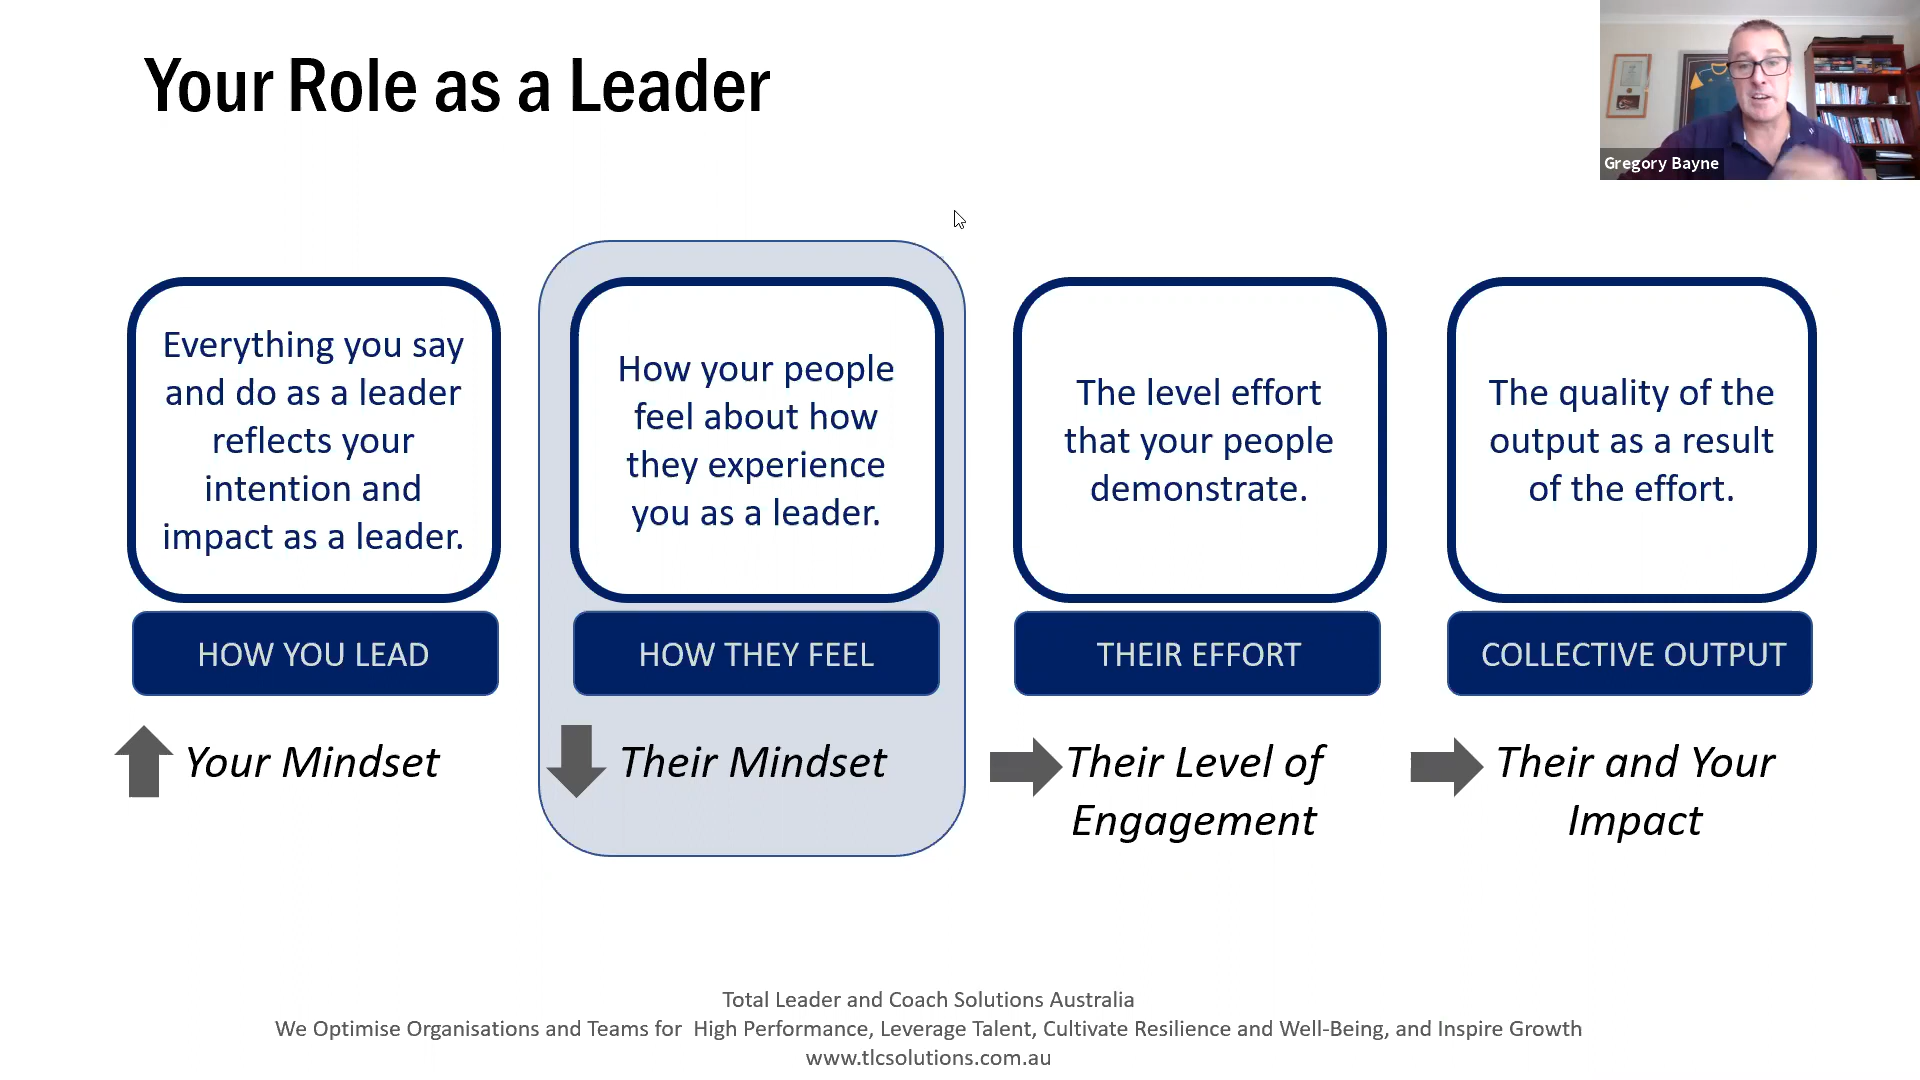 Your Role as a Leader
Gregory Bayne
Everything you say
and do as a leader
reflects your
intention and
impact as a leader.
How your people
feel about how
they experience
you as a leader.
The level effort
that your people
demonstrate.
The quality of the
output as a result
of the effort.
HOW YOU LEAD
HOW THEY FEEL
THEIR EFFORT
COLLECTIVE OUTPUT
Your Mindset
Their Mindset
Their Level of
Engagement
Their and Your
Impact
Total Leader and Coach Solutions Australia
We Optimise Organisations and Teams for  High Performance, Leverage Talent, Cultivate Resilience and Well-Being, and Inspire Growth
www.tlcsolutions.com.au